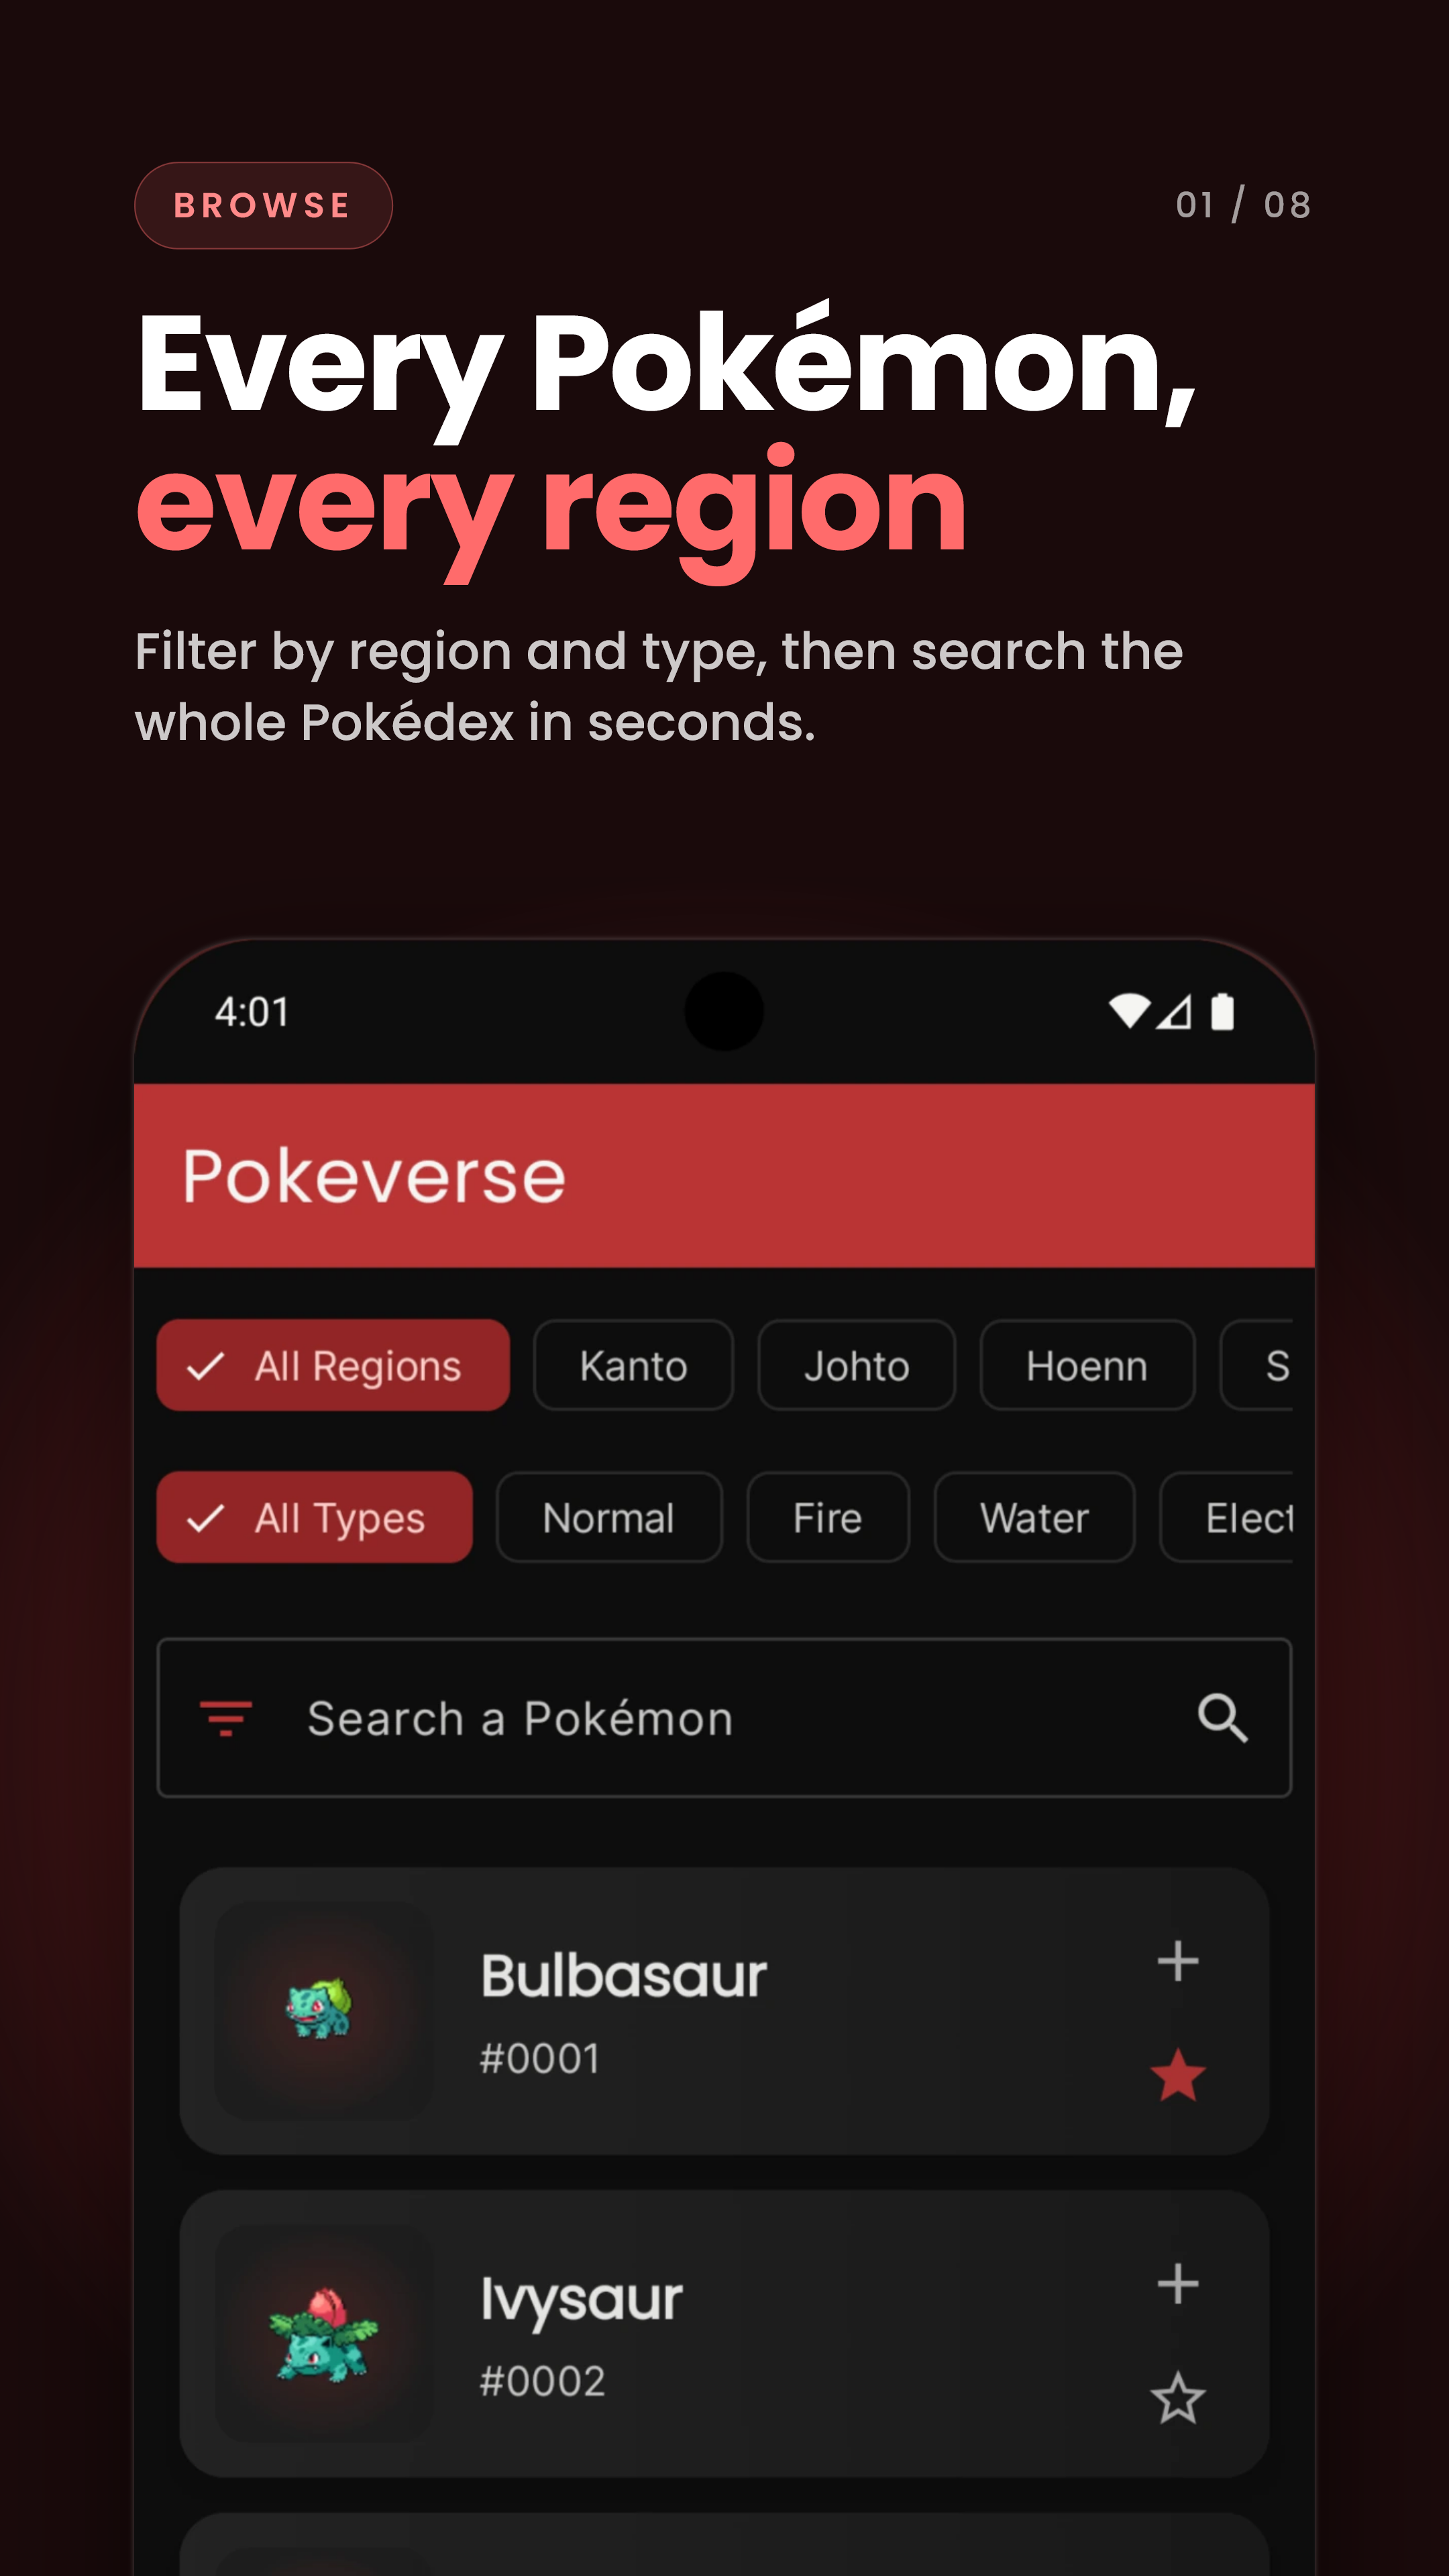 BROWSE
01 / 08
Every Pokémon,
every region
Filter by region and type, then search the
whole Pokédex in seconds.
4:01
Pokeverse
All Regions Kanto Johto Hoenn S
All Types Normal Fire Water Elect
Search a Pokémon
Bulbasaur
#0001
Ivysaur
#0002